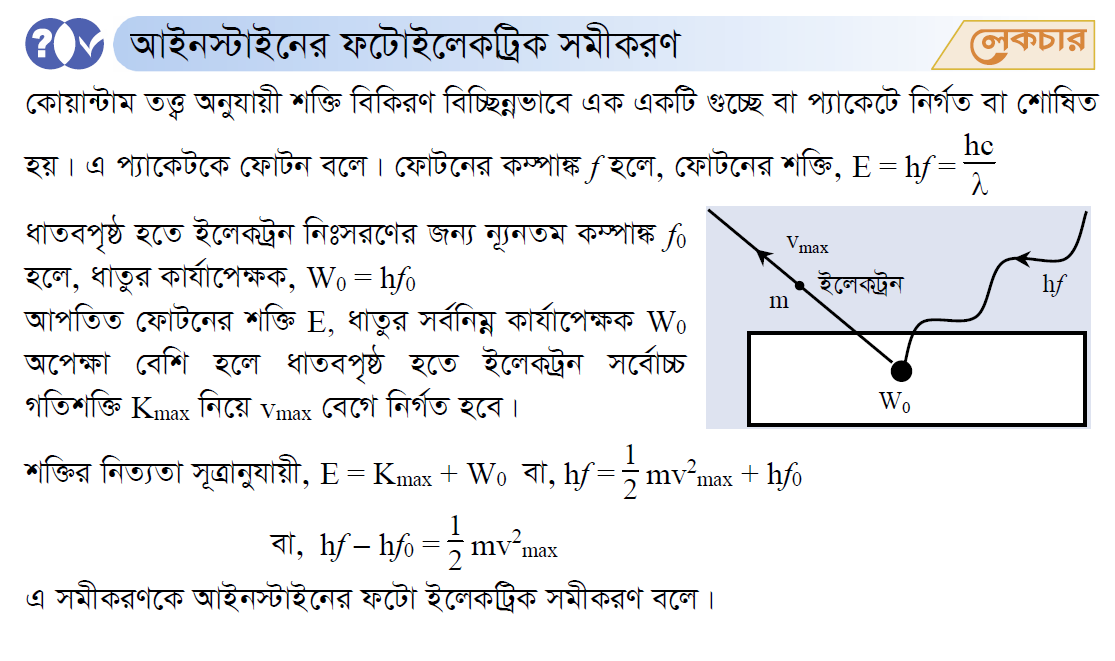 আইনস্টাইনের ফটোইলেকট্রিক সমীকরণ
লেকচার
কোয়ান্টাম তত্ত্ব অনুযায়ী শক্তি বিকিরণ বিচ্ছিন্নভাবে এক একটি গুচ্ছে বা প্যাকেটে নির্গত বা শোষিত
হয়। এ প্যাকেটকে ফোটন বলে। ফোটনের কম্পাঙ্ক f হলে, ফোটনের শক্তি, E = hf = hc/λ
ধাতবপৃষ্ঠ হতে ইলেকট্রন নিঃসরণের জন্য ন্যূনতম কম্পাঙ্ক f₀
হলে, ধাতুর কার্যাপেক্ষক, W₀ = hf₀
আপতিত ফোটনের শক্তি E, ধাতুর সর্বনিম্ন কার্যাপেক্ষক W₀
অপেক্ষা বেশি হলে ধাতবপৃষ্ঠ হতে ইলেকট্রন সর্বোচ্চ
গতিশক্তি Kmax নিয়ে vmax বেগে নির্গত হবে।
vmax
ইলেকট্রন
m
hf
W₀
শক্তির নিত্যতা সূত্রানুযায়ী, E = Kmax + W₀ বা, hf = 1/2 mv²max + hf₀
বা, hf – hf₀ = 1/2 mv²max
এ সমীকরণকে আইনস্টাইনের ফটো ইলেকট্রিক সমীকরণ বলে।